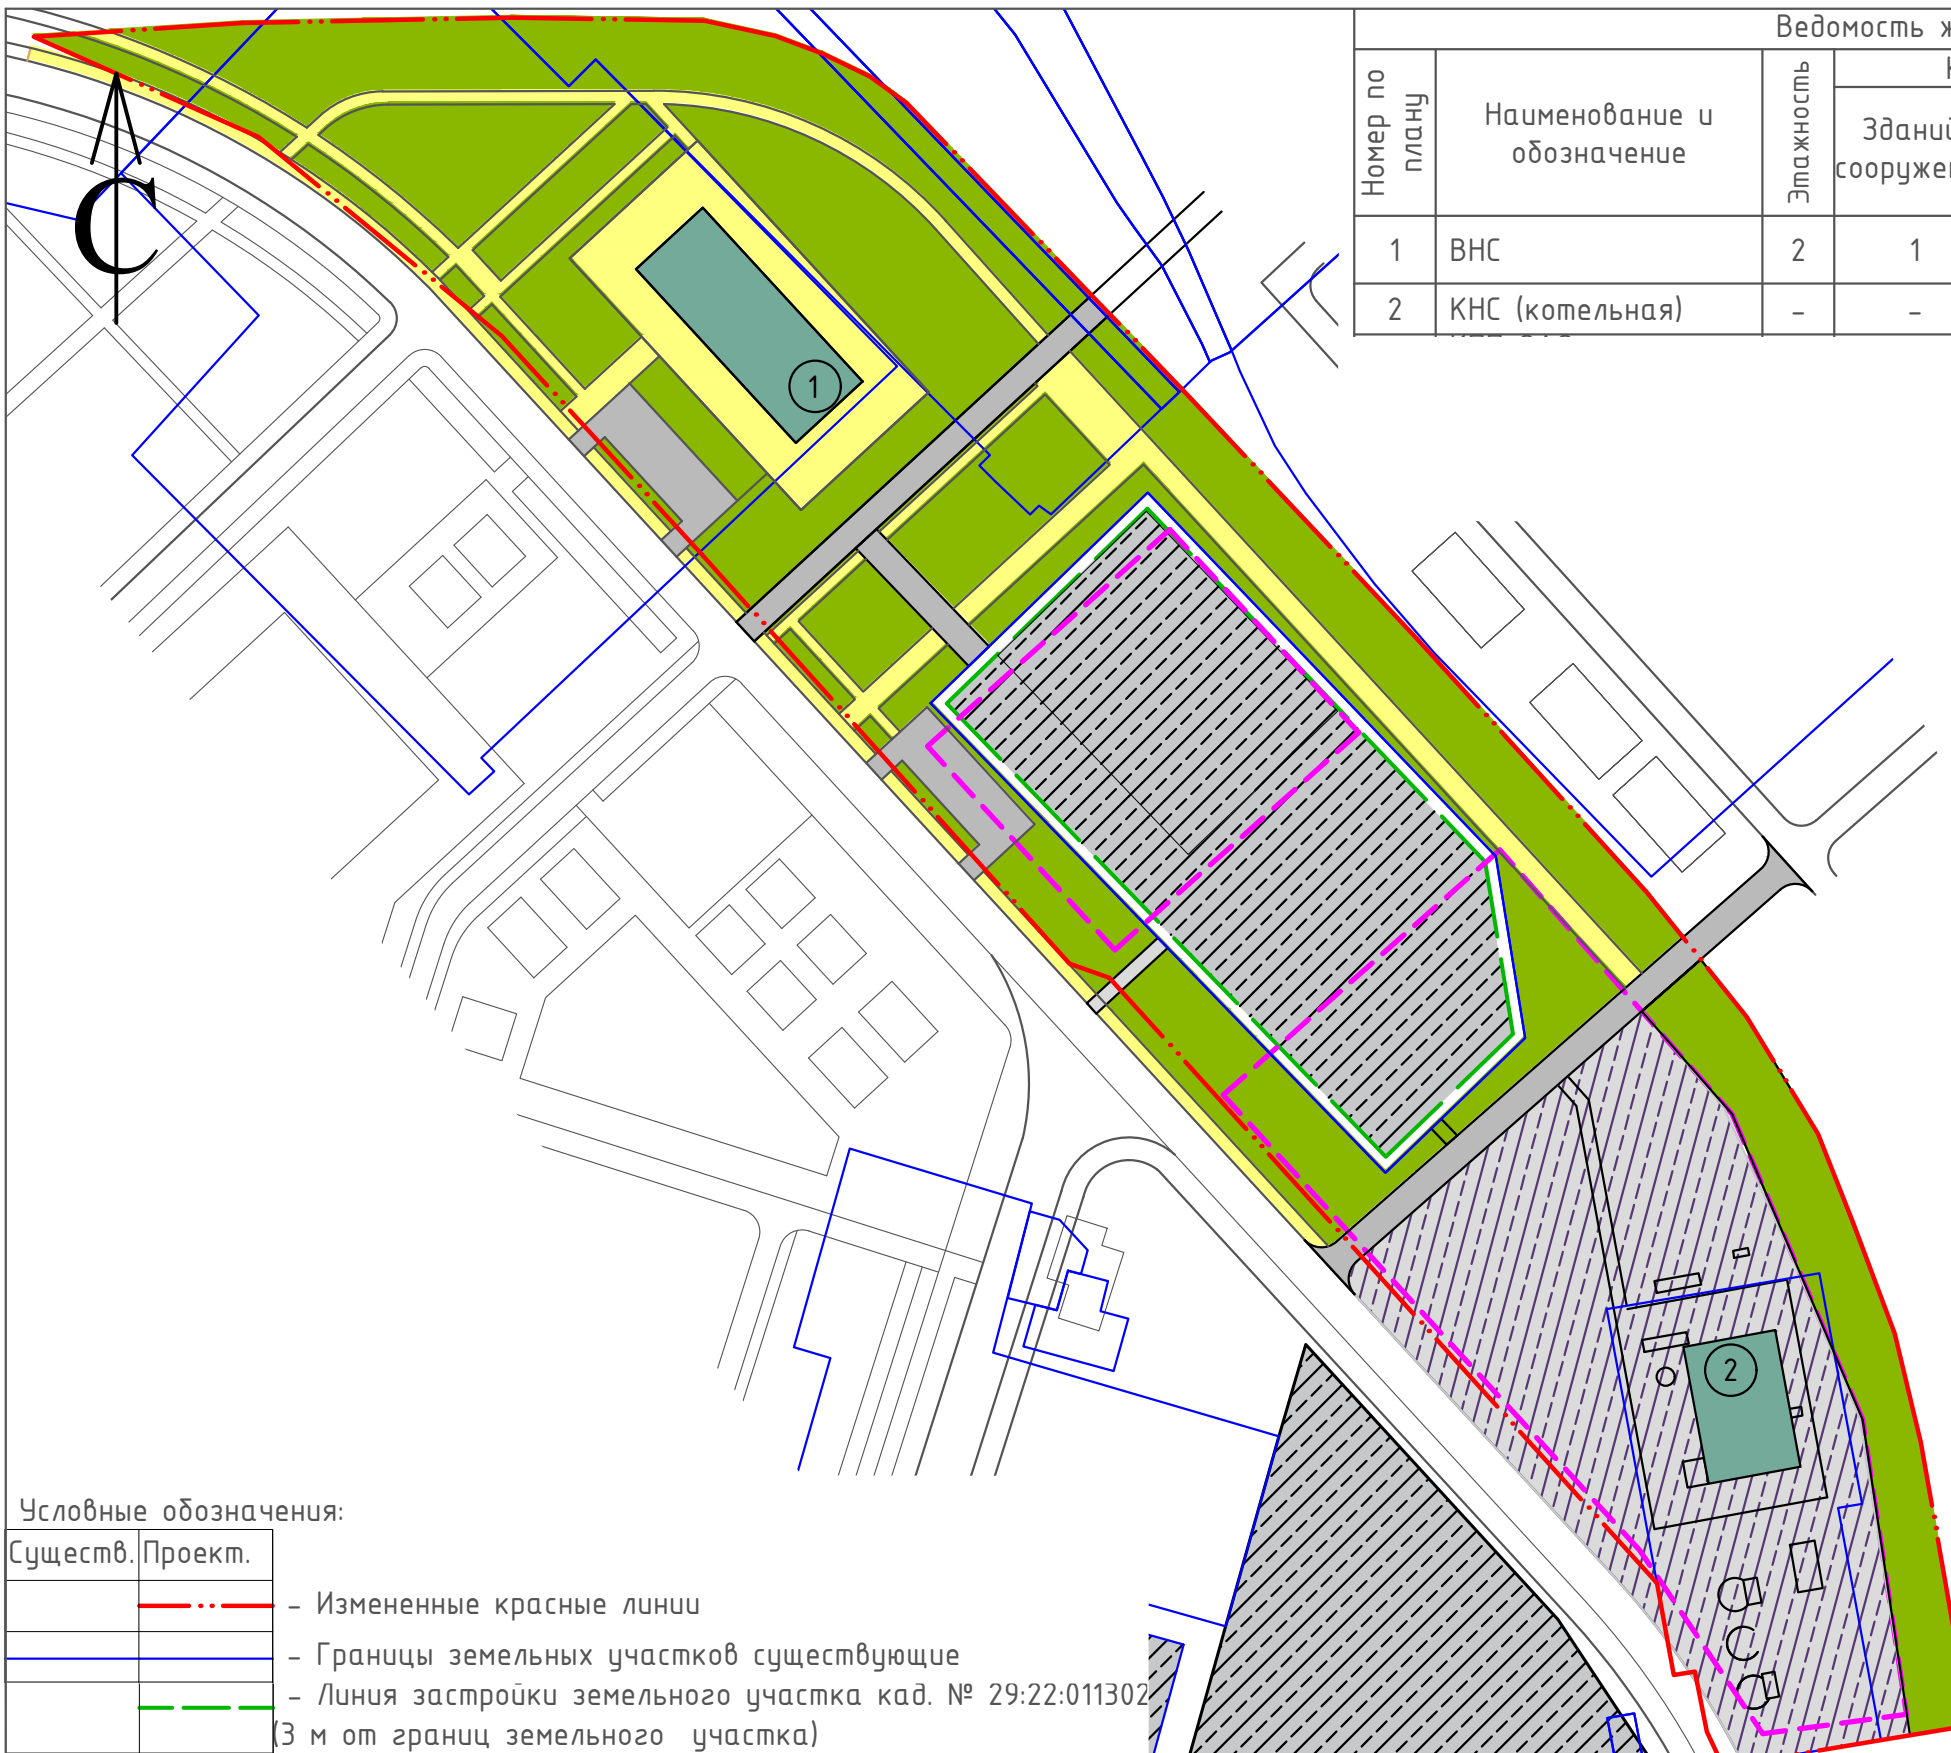 С
Ведомость ж
Номер по
плану
Наименование и
обозначение
Этажность
К
Зданий
сооружен
1 ВНС 2 1
2 КНС (котельная) - -
1
2
Условные обозначения:
Существ. Проект.
- Измененные красные линии
- Границы земельных участков существующие
- Линия застройки земельного участка кад. № 29:22:011302
(3 м от границ земельного участка)